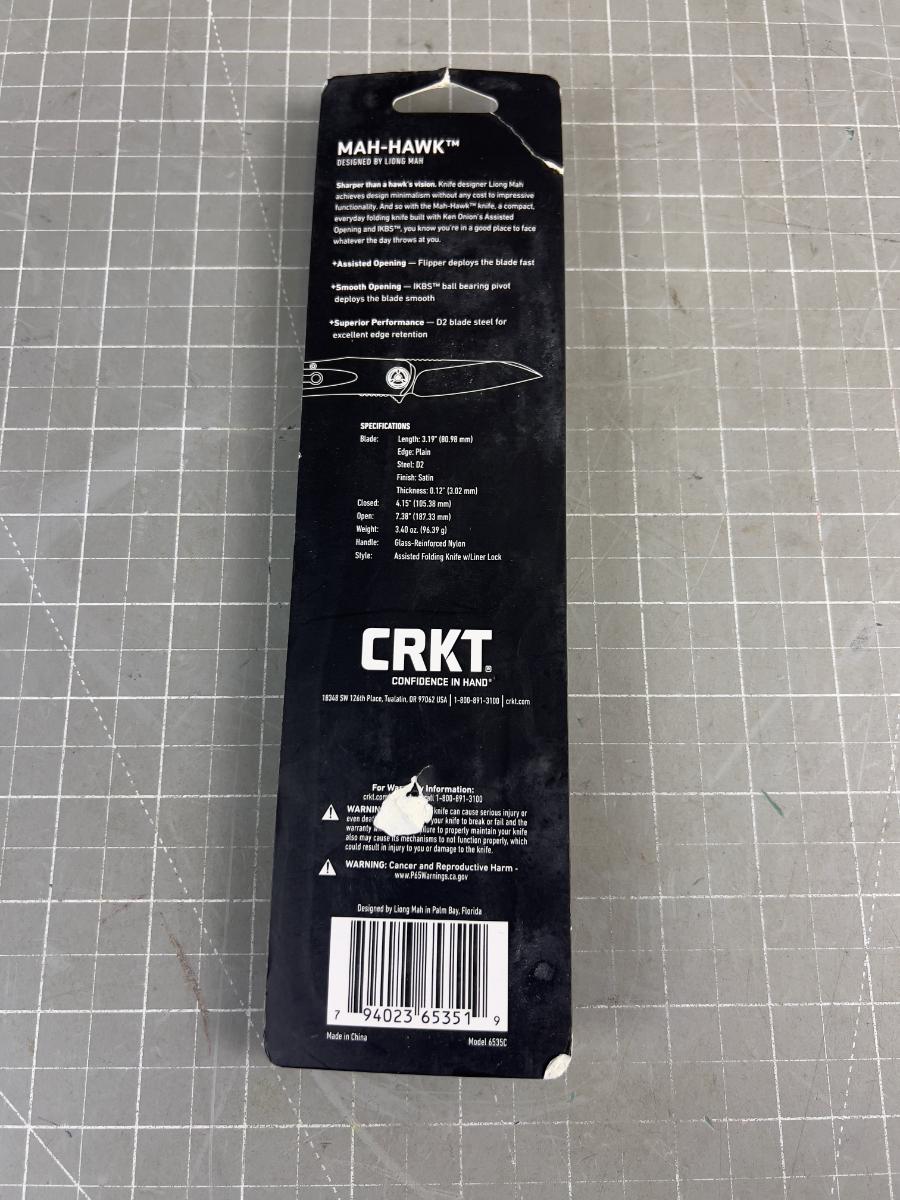 MAH-HAWK™
DESIGNED BY LIONG MAH
Sharper than a hawk's vision. Knife designer Liong Mah
achieves design minimalism without any cost to impressive
functionality. And so with the Mah-Hawk™ knife, a compact,
everyday folding knife built with Ken Onion's Assisted
Opening and IKBS™, you know you're in a good place to face
whatever the day throws at you.
+Assisted Opening — Flipper deploys the blade fast
+Smooth Opening — IKBS™ ball bearing pivot
deploys the blade smooth
+Superior Performance — D2 blade steel for
excellent edge retention
SPECIFICATIONS
Blade: Length: 3.19" (80.98 mm)
Edge: Plain
Steel: D2
Finish: Satin
Thickness: 0.12" (3.02 mm)
Closed: 4.15" (105.38 mm)
Open: 7.38" (187.33 mm)
Weight: 3.40 oz. (96.39 g)
Handle: Glass-Reinforced Nylon
Style: Assisted Folding Knife w/Liner Lock
CRKT®
CONFIDENCE IN HAND®
18348 SW 126th Place, Tualatin, OR 97062 USA | 1-800-891-3100 | crkt.com
For Information:
crkt.com 1-800-891-3100
knife can cause serious injury or
even your knife to break or fail and the
warranty to properly maintain your knife
also may cause its mechanisms to not function properly, which
could result in injury to you or damage to the knife.
WARNING: Cancer and Reproductive Harm -
www.P65Warnings.ca.gov
Designed by Liong Mah in Palm Bay, Florida
7 94023 65351 9
Made in China Model 6535C